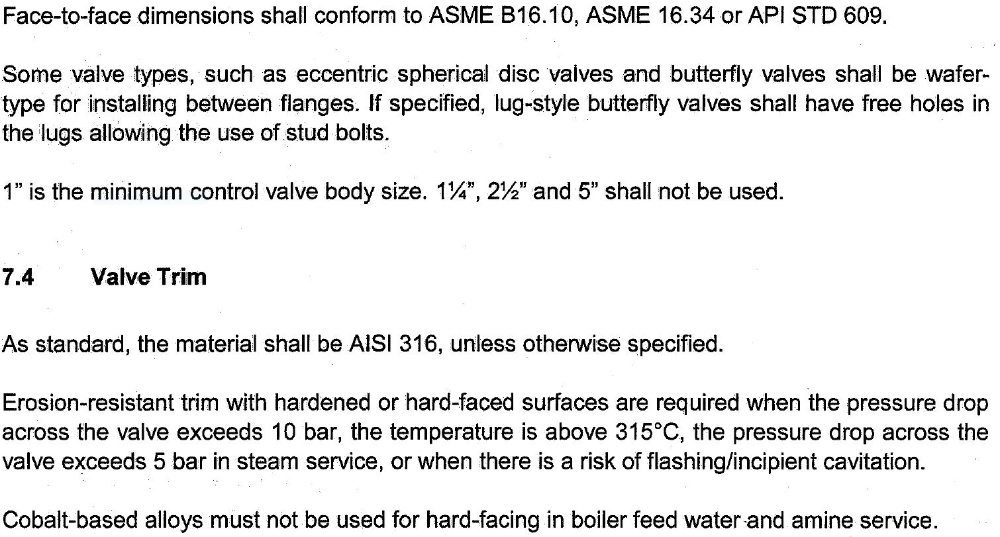 Face-to-face dimensions shall conform to ASME B16.10, ASME 16.34 or API STD 609.
Some valve types, such as eccentric spherical disc valves and butterfly valves shall be wafer-
type for installing between flanges. If specified, lug-style butterfly valves shall have free holes in
the lugs allowing the use of stud bolts.
1” is the minimum control valve body size. 1¼”, 2½” and 5” shall not be used.
7.4 Valve Trim
As standard, the material shall be AISI 316, unless otherwise specified.
Erosion-resistant trim with hardened or hard-faced surfaces are required when the pressure drop
across the valve exceeds 10 bar, the temperature is above 315°C, the pressure drop across the
valve exceeds 5 bar in steam service, or when there is a risk of flashing/incipient cavitation.
Cobalt-based alloys must not be used for hard-facing in boiler feed water and amine service.